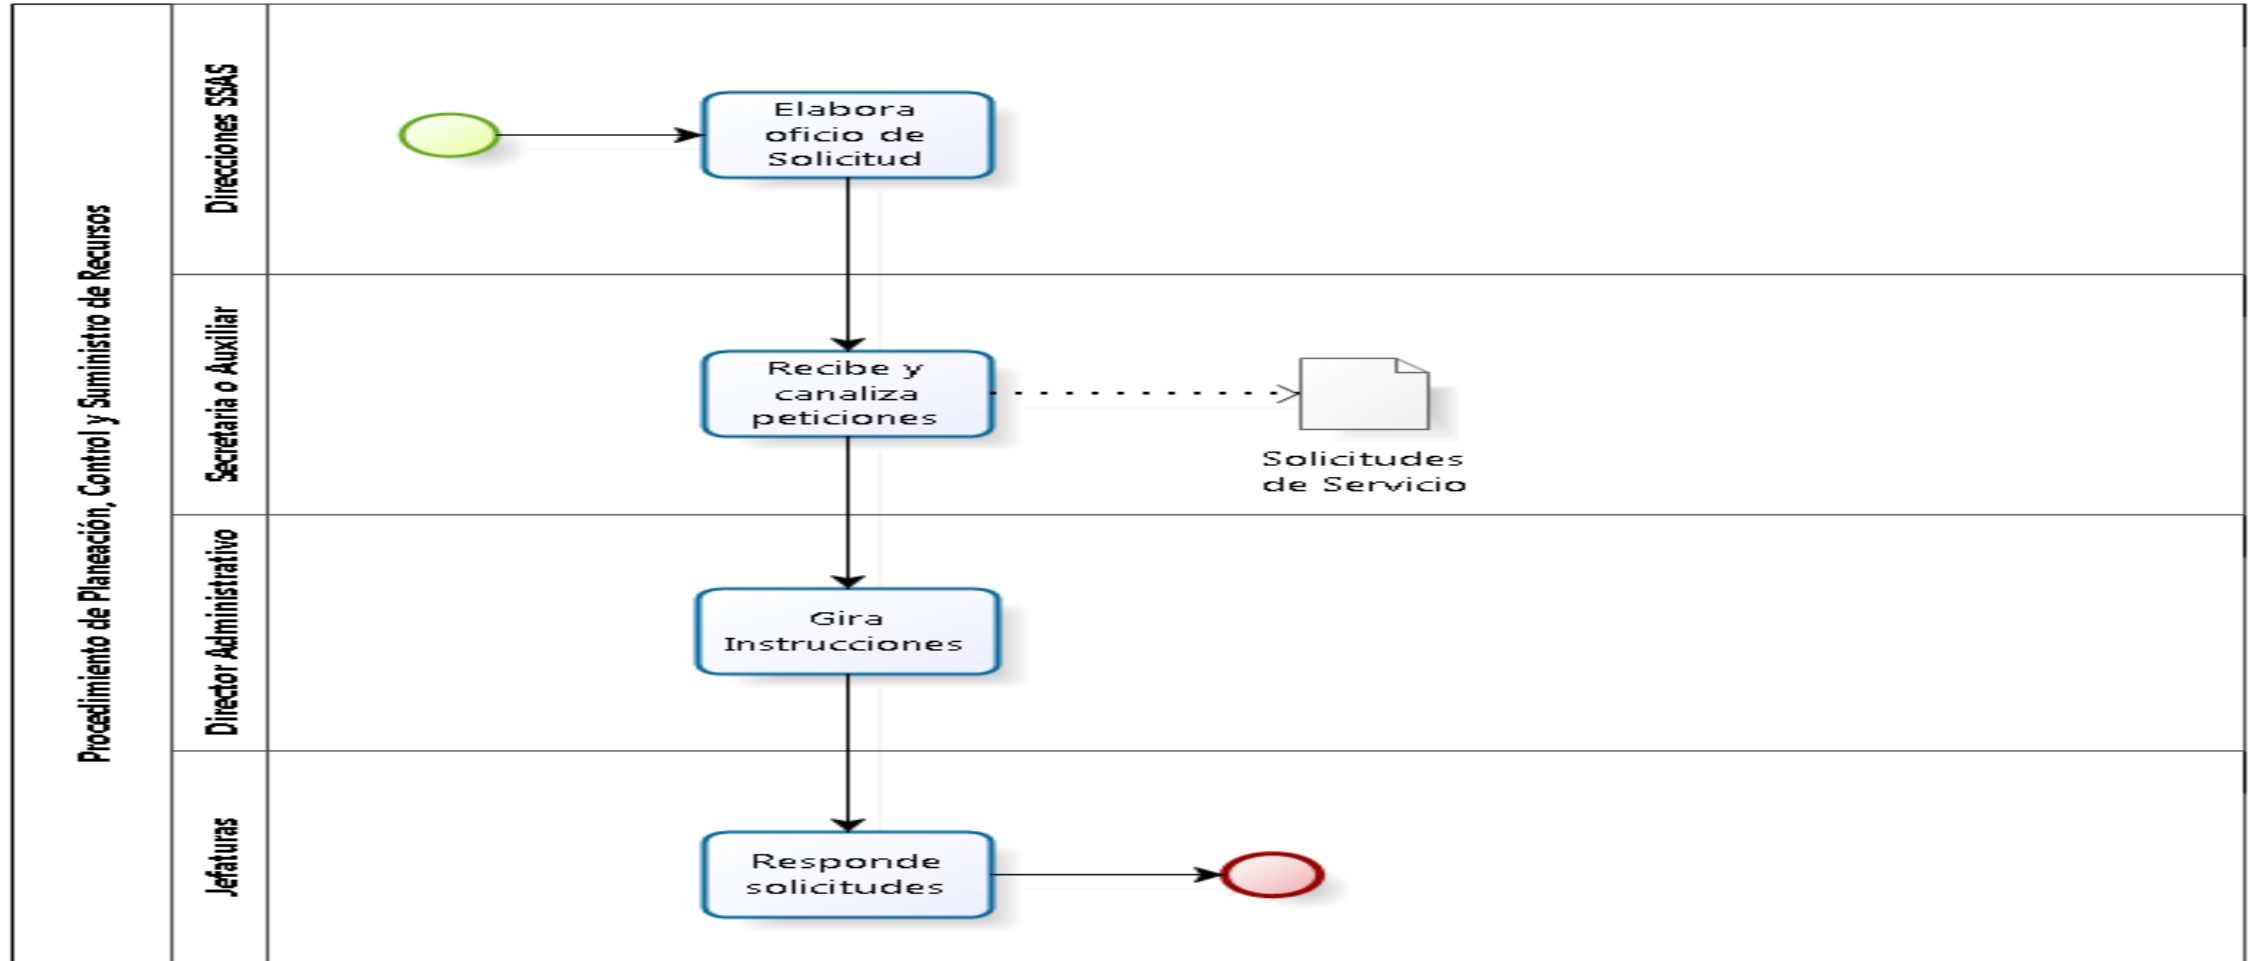 Procedimiento de Planeación, Control y Suministro de Recursos
Direciones SSAS
Elabora
oficio de
Solicitud
Secretaria o Auxiliar
Recibe y
canaliza
peticiones
Solicitudes
de Servicio
Director Administrativo
Gira
Instrucciones
Jefaturas
Responde
solicitudes